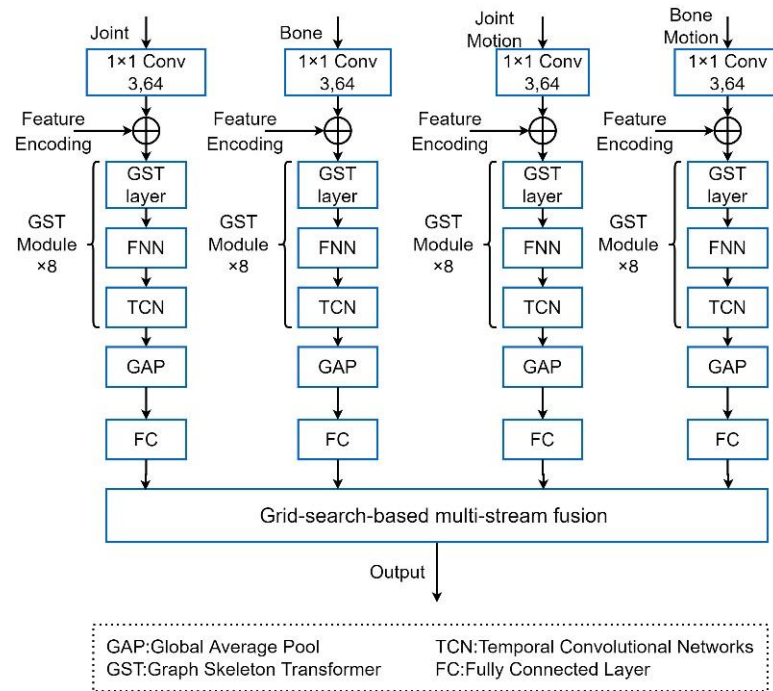 Joint
Bone
Joint
Motion
Bone
Motion
1×1 Conv
3,64
1×1 Conv
3,64
1×1 Conv
3,64
1×1 Conv
3,64
Feature
Encoding
Feature
Encoding
Feature
Encoding
Feature
Encoding
GST
Module
×8
GST
layer
FNN
TCN
GST
Module
×8
GST
layer
FNN
TCN
GST
Module
×8
GST
layer
FNN
TCN
GST
Module
×8
GST
layer
FNN
TCN
GAP
GAP
GAP
GAP
FC
FC
FC
FC
Grid-search-based multi-stream fusion
Output
GAP:Global Average Pool
TCN:Temporal Convolutional Networks
GST:Graph Skeleton Transformer
FC:Fully Connected Layer